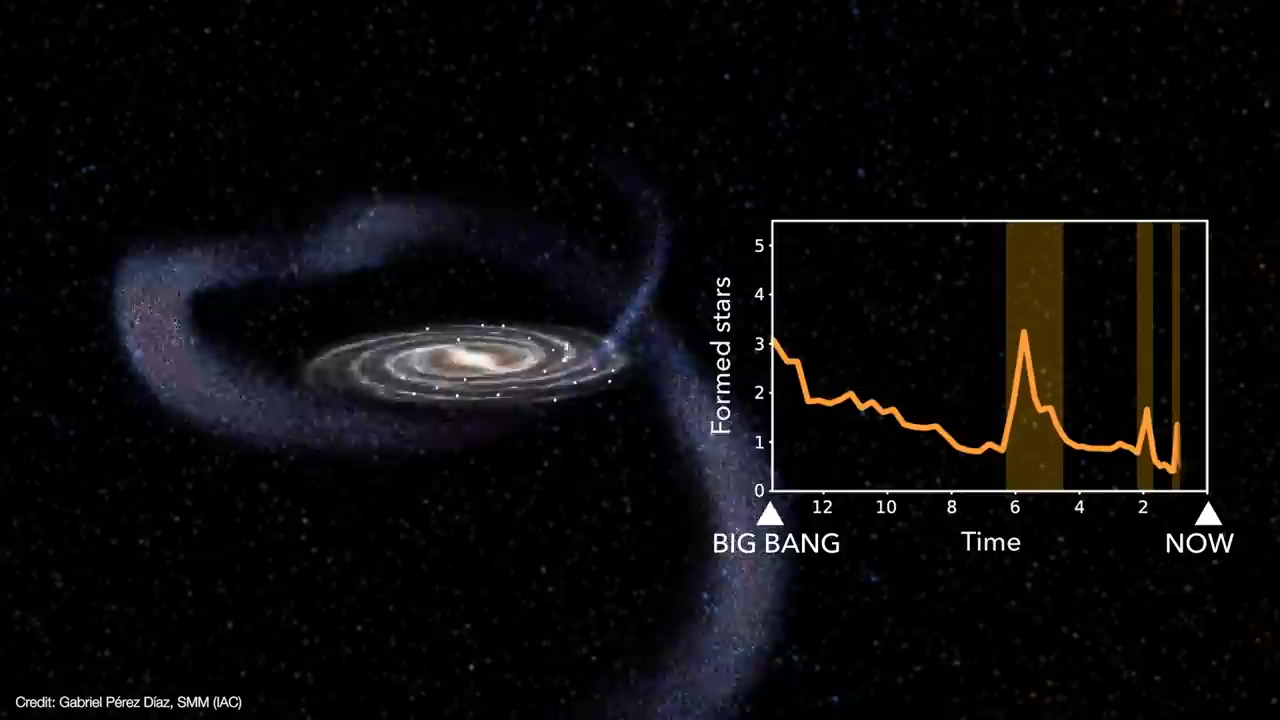 Formed stars
5
4
3
2
1
0
12 10 8 6 4 2
BIG BANG Time NOW
Credit: Gabriel Pérez Díaz, SMM (IAC)